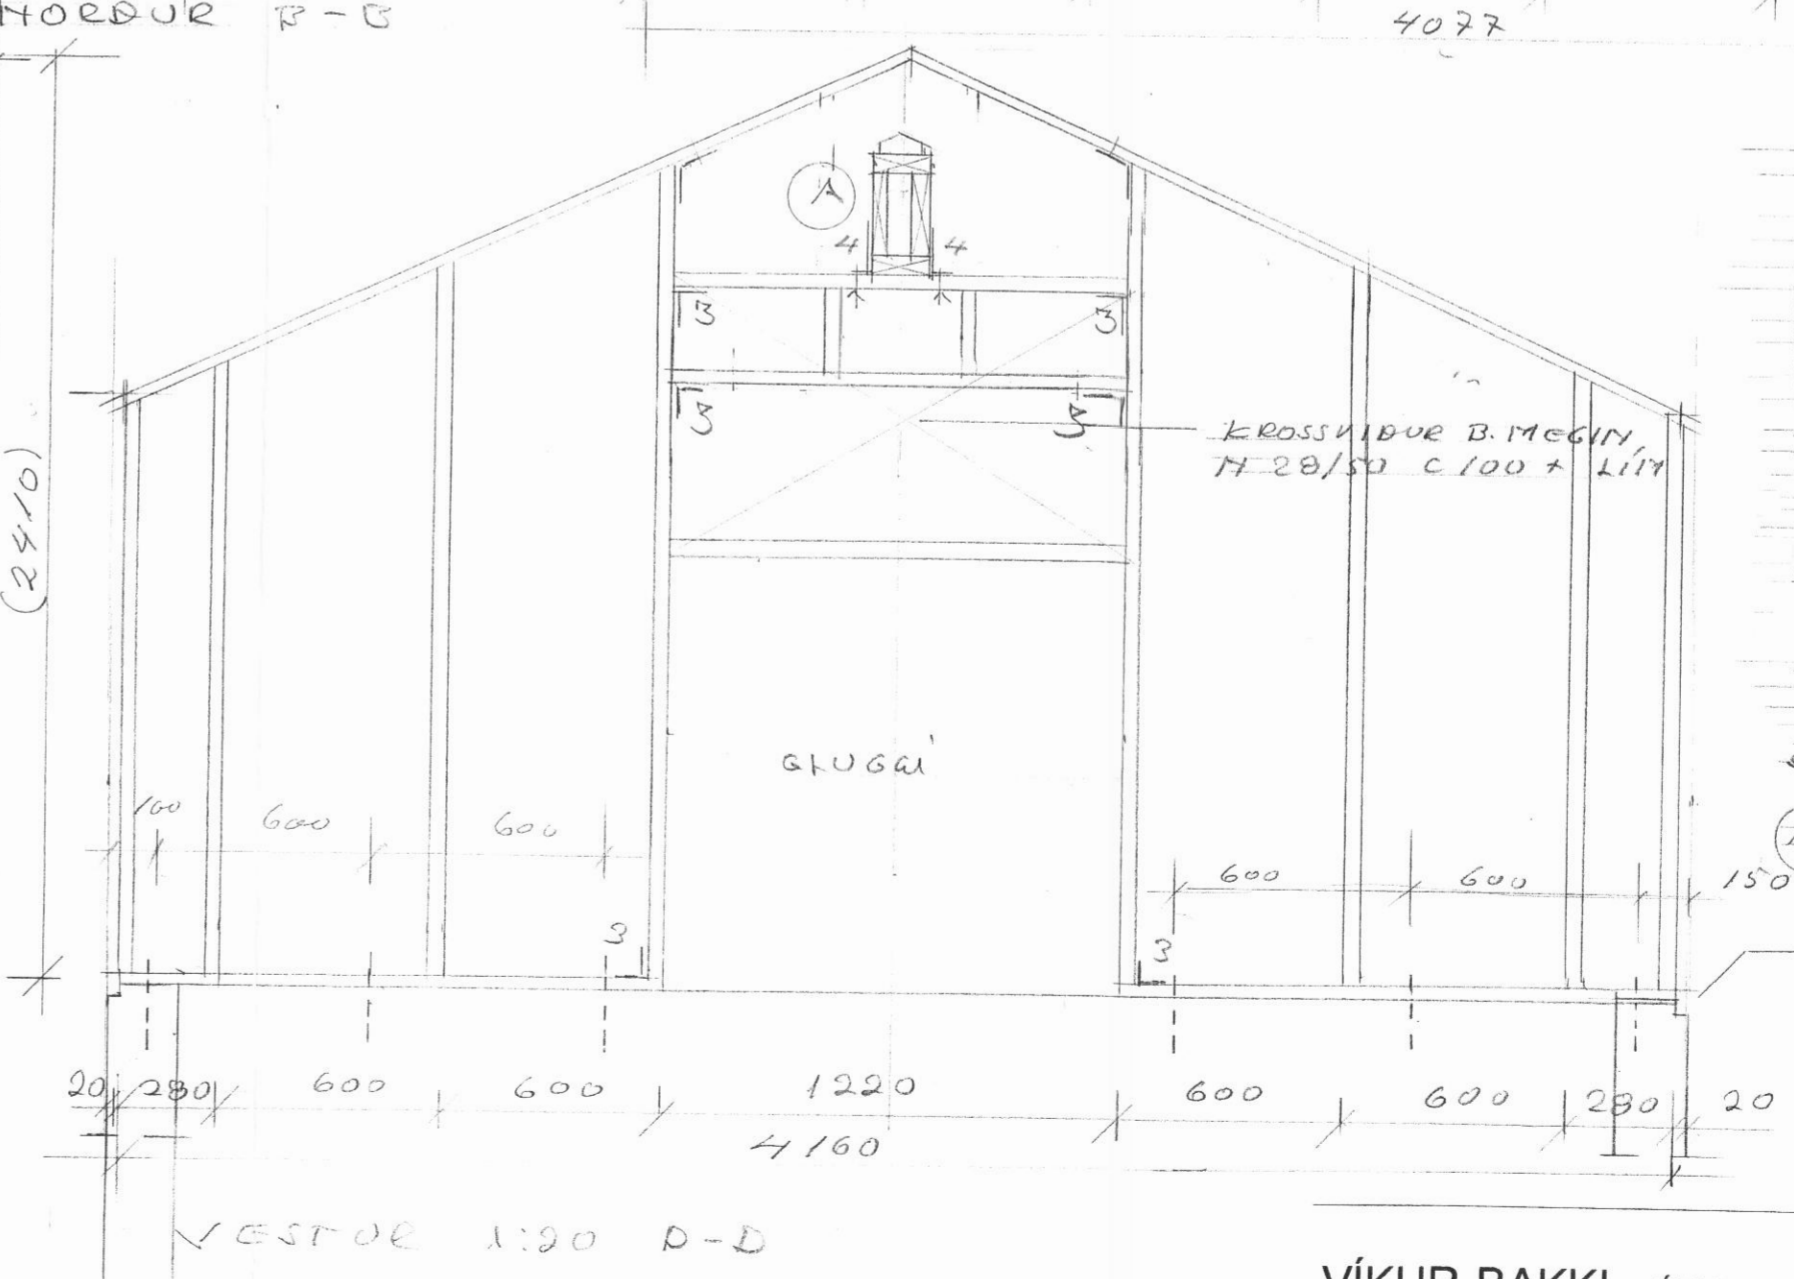 NORÐUR B-B
4077
A
4 4
3 3
3 3
KROSSVIÐUR B. MEGIN,
N 28/50 C 100 + LÍM
(2410)
GLUGGI
100 600 600
600 600 150
3 3
20 280 600 600 1220 600 600 280 20
4160
VESTUR 1:20 D-D
VÍKUR BAKKI